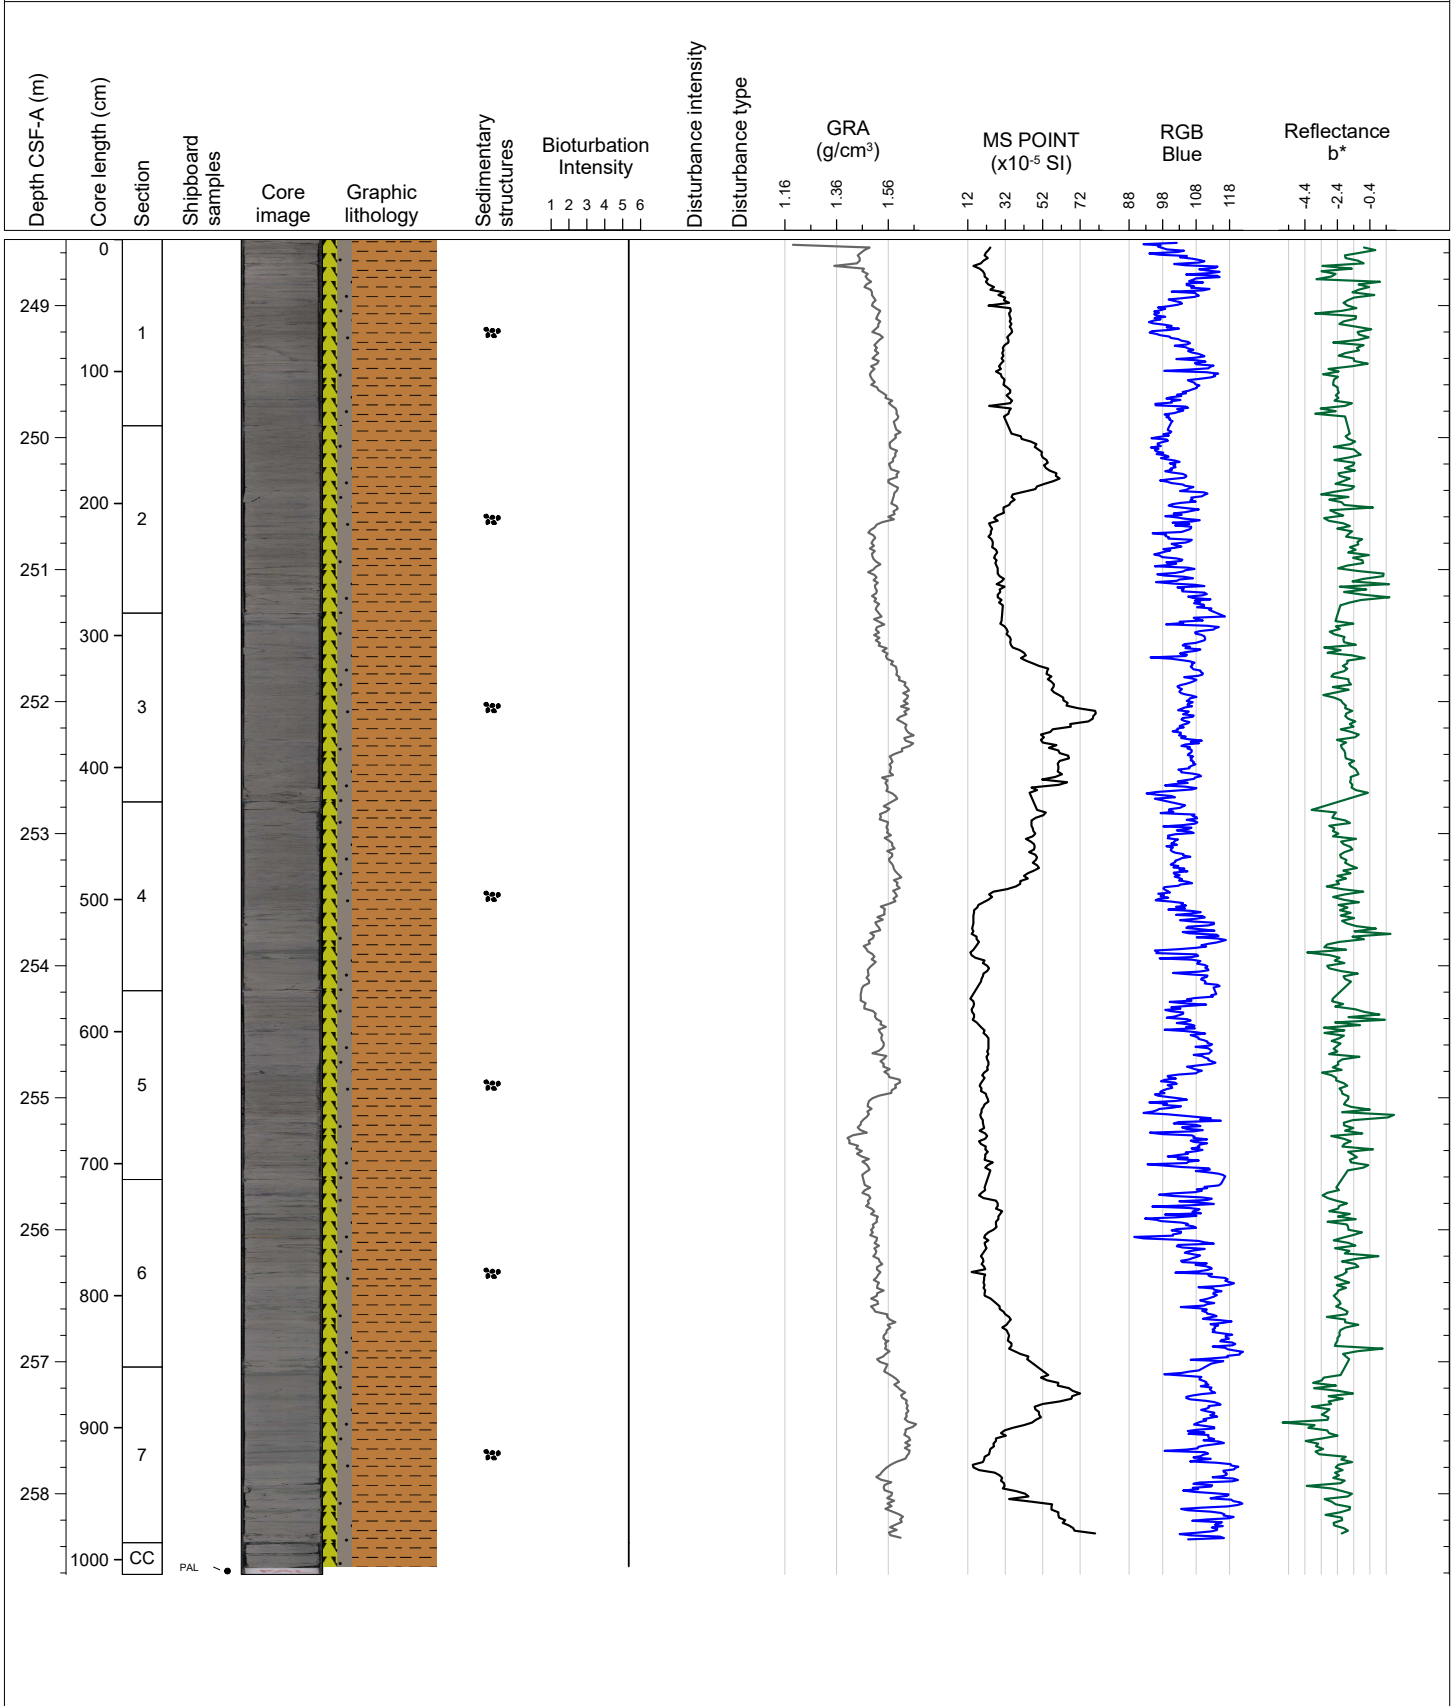 Depth CSF-A (m)
Core length (cm)
Section
Shipboard
samples
Core
image
Graphic
lithology
Sedimentary
structures
Bioturbation
Intensity
1 2 3 4 5 6
Disturbance intensity
Disturbance type
GRA
(g/cm³)
1.16 1.36 1.56
MS POINT
(x10⁻⁵ SI)
12 32 52 72
RGB
Blue
88 98 108 118
Reflectance
b*
-4.4 -2.4 -0.4
0
249
1
100
250
200
2
251
300
252
3
400
253
4
500
254
600
255
5
700
256
6
800
257
900
7
258
1000
CC
PAL